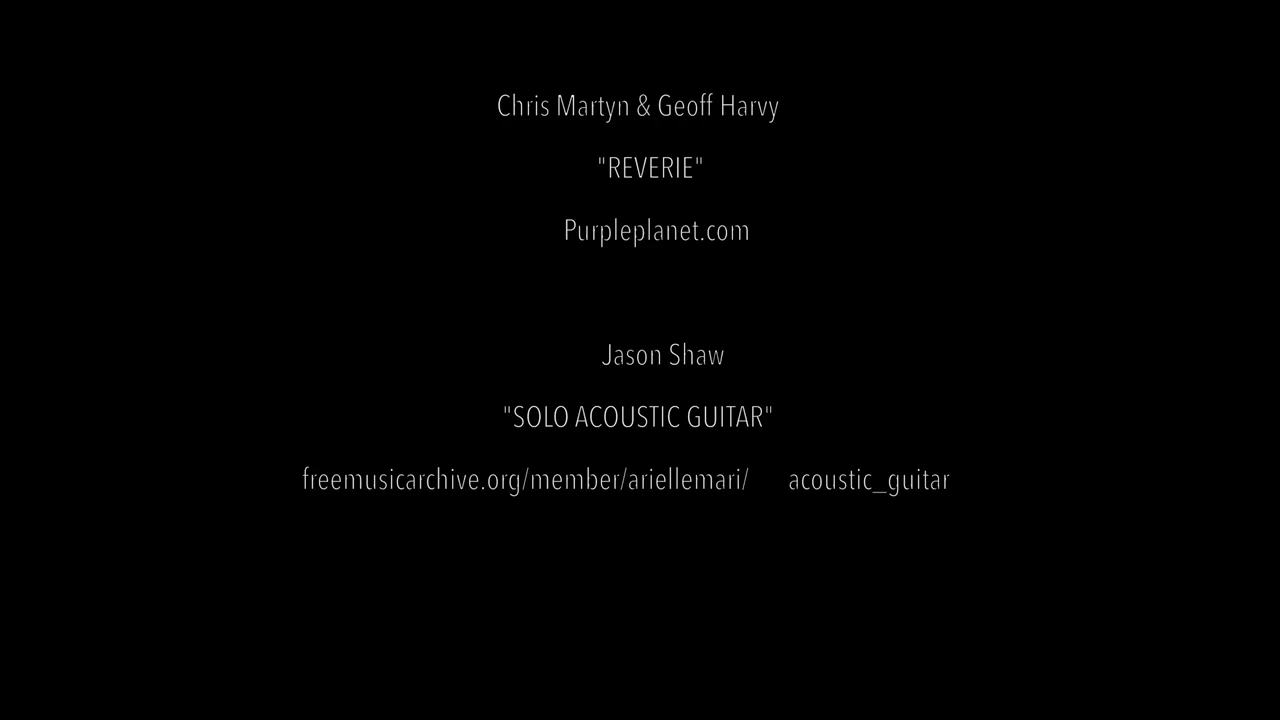 Chris Martyn & Geoff Harvy
"REVERIE"
Purpleplanet.com
Jason Shaw
"SOLO ACOUSTIC GUITAR"
freemusicarchive.org/member/ariellemari/ acoustic_guitar